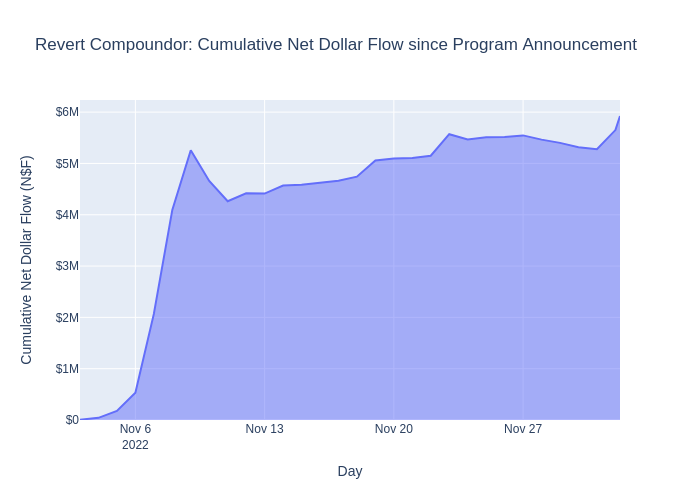 Revert Compoundor: Cumulative Net Dollar Flow since Program Announcement
Cumulative Net Dollar Flow (N$F)
$6M
$5M
$4M
$3M
$2M
$1M
$0
Nov 6
2022
Nov 13
Nov 20
Nov 27
Day